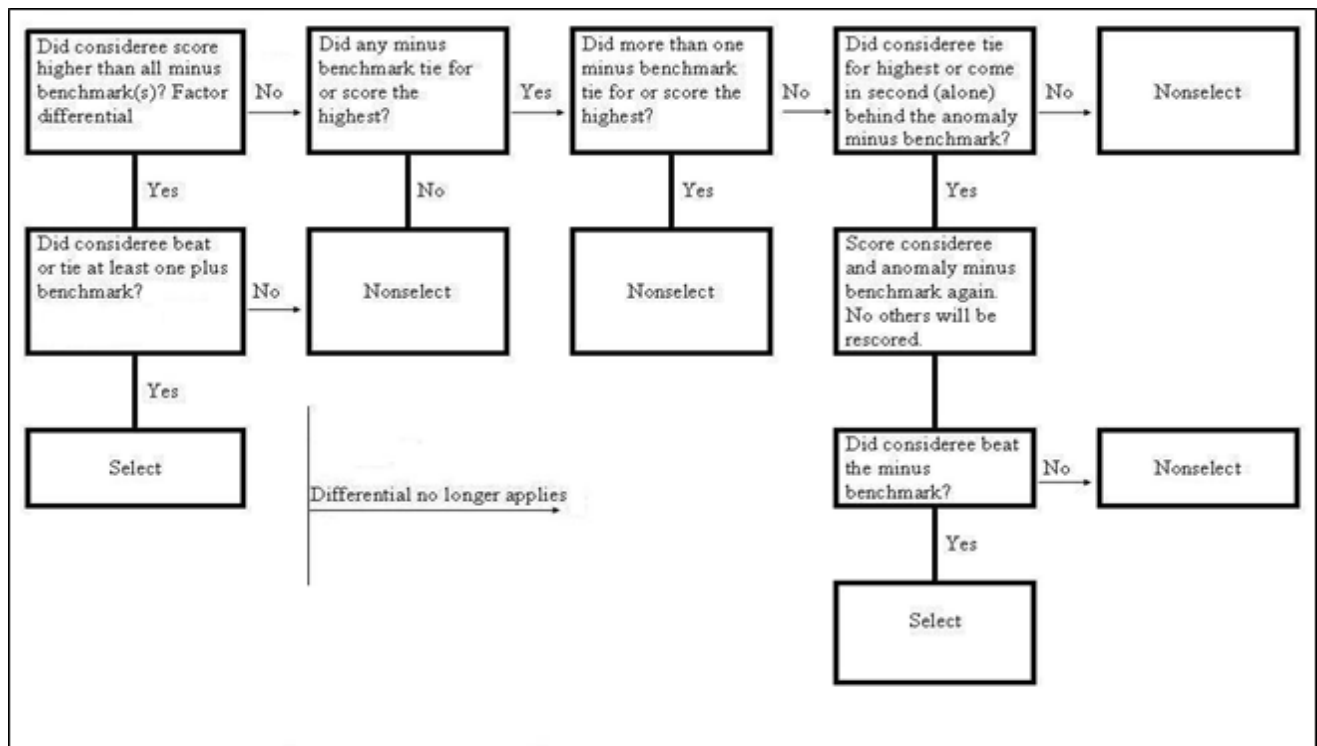 Did consideree score
higher than all minus
benchmark(s)? Factor
differential
No
Did any minus
benchmark tie for
or score the
highest?
Yes
Did more than one
minus benchmark
tie for or score the
highest?
No
Did consideree tie
for highest or come
in second (alone)
behind the anomaly
minus benchmark?
No
Nonselect
Yes
No
Yes
Yes
Did consideree beat
or tie at least one plus
benchmark?
No
Nonselect
Nonselect
Score consideree
and anomaly minus
benchmark again.
No others will be
rescored.
Yes
Select
Differential no longer applies
Did consideree beat
the minus
benchmark?
No
Nonselect
Yes
Select